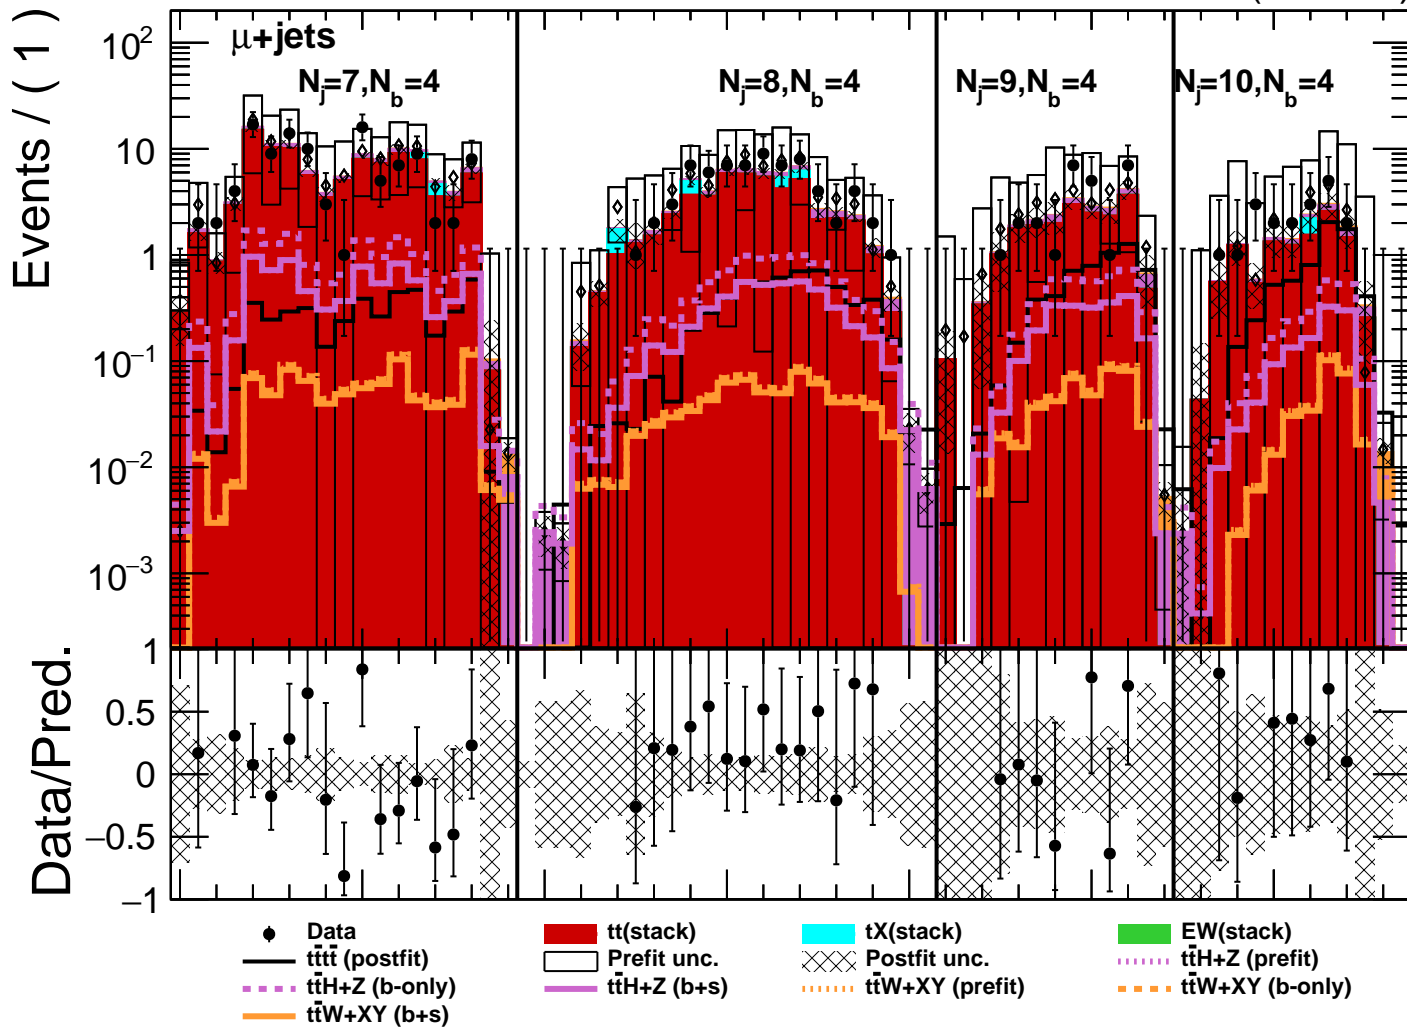 μ+jets
N_j=7,N_b=4 N_j=8,N_b=4 N_j=9,N_b=4 N_j=10,N_b=4
Events / ( 1 )
10²
10
1
10⁻¹
10⁻²
10⁻³
Data/Pred.
1
0.5
0
−0.5
−1
Data tt(stack) tX(stack) EW(stack)
tt̄tt̄ (postfit) Prefit unc. Postfit unc. tt̄H+Z (prefit)
tt̄H+Z (b-only) tt̄H+Z (b+s) tt̄W+XY (prefit) tt̄W+XY (b-only)
tt̄W+XY (b+s)